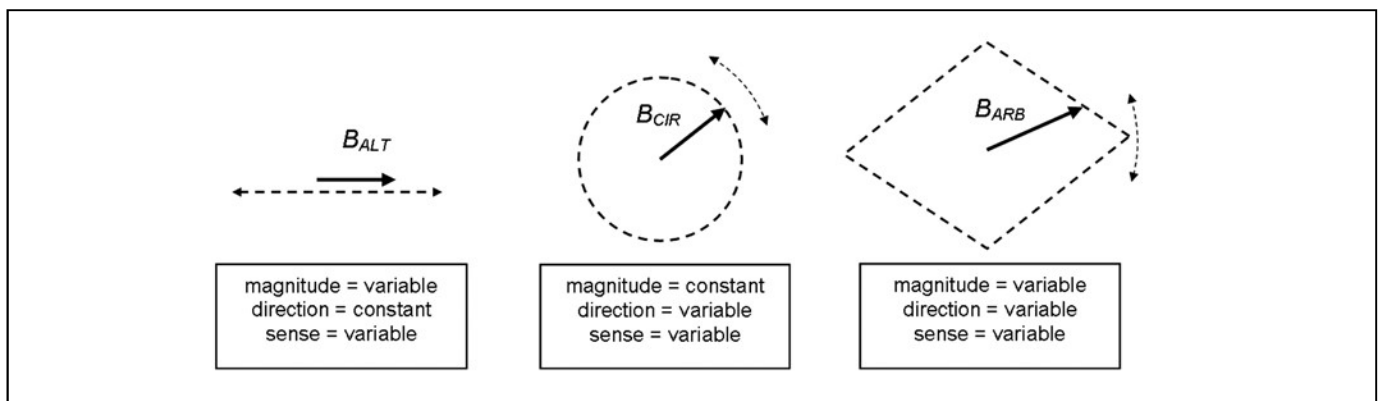 B_ALT
magnitude = variable
direction = constant
sense = variable
B_CIR
magnitude = constant
direction = variable
sense = variable
B_ARB
magnitude = variable
direction = variable
sense = variable